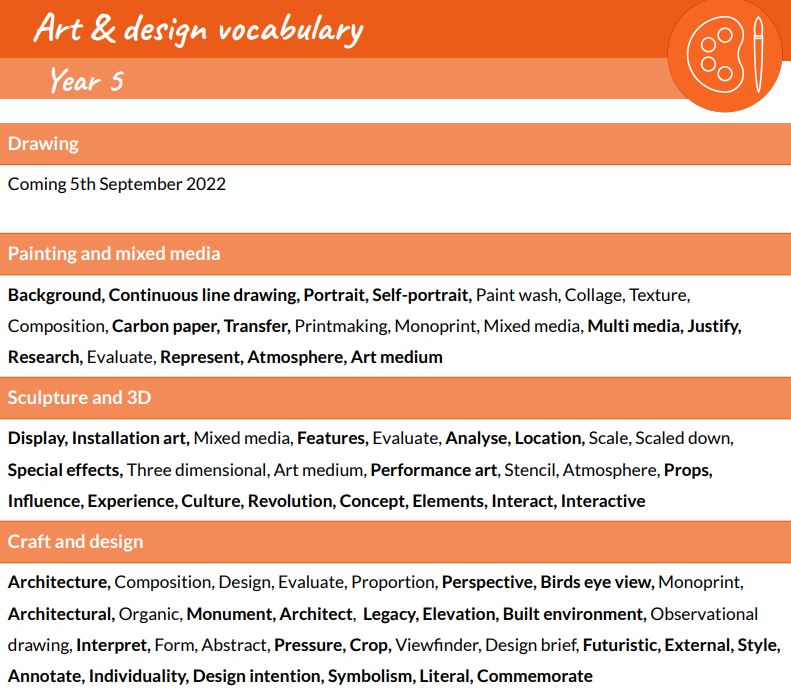 Art & design vocabulary
Year 5
Drawing
Coming 5th September 2022
Painting and mixed media
Background, Continuous line drawing, Portrait, Self-portrait, Paint wash, Collage, Texture,
Composition, Carbon paper, Transfer, Printmaking, Monoprint, Mixed media, Multi media, Justify,
Research, Evaluate, Represent, Atmosphere, Art medium
Sculpture and 3D
Display, Installation art, Mixed media, Features, Evaluate, Analyse, Location, Scale, Scaled down,
Special effects, Three dimensional, Art medium, Performance art, Stencil, Atmosphere, Props,
Influence, Experience, Culture, Revolution, Concept, Elements, Interact, Interactive
Craft and design
Architecture, Composition, Design, Evaluate, Proportion, Perspective, Birds eye view, Monoprint,
Architectural, Organic, Monument, Architect, Legacy, Elevation, Built environment, Observational
drawing, Interpret, Form, Abstract, Pressure, Crop, Viewfinder, Design brief, Futuristic, External, Style,
Annotate, Individuality, Design intention, Symbolism, Literal, Commemorate